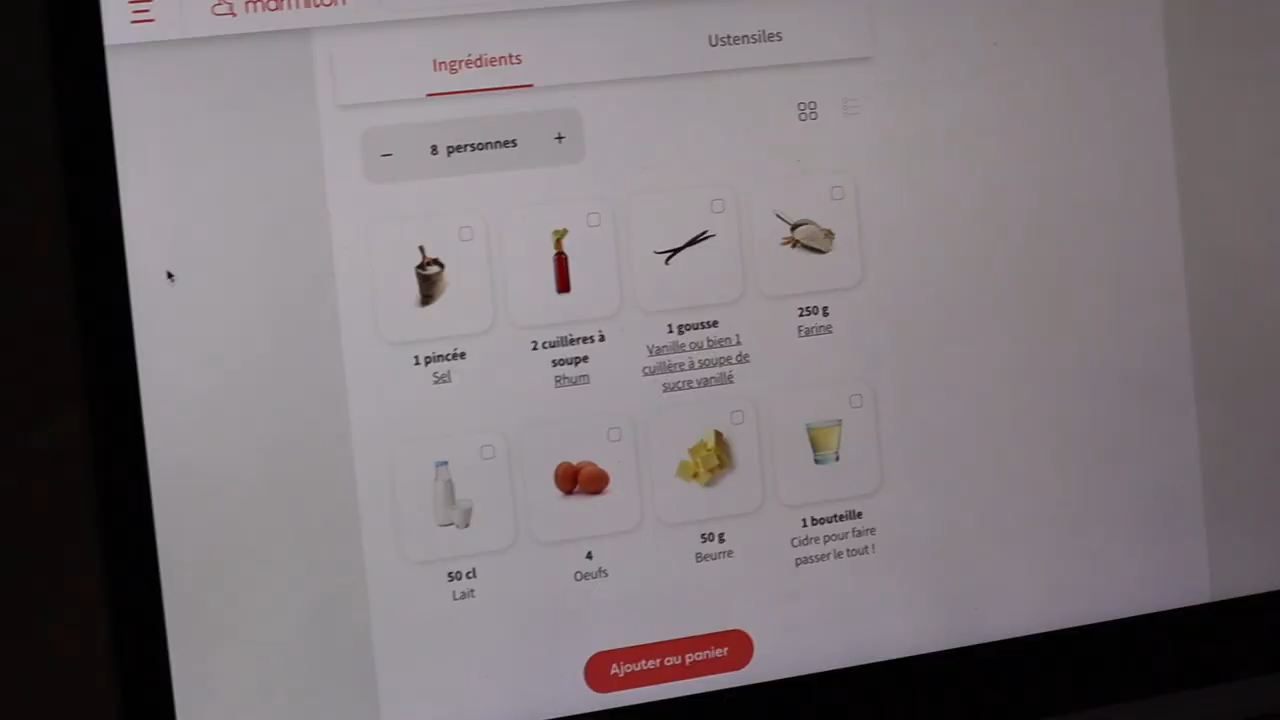 marmiton
Ingrédients
Ustensiles
8 personnes
1 pincée
Sel
2 cuillères à
soupe
Rhum
1 gousse
Vanille ou bien 1
cuillère à soupe de
sucre vanillé
250 g
Farine
50 cl
Lait
4
Oeufs
50 g
Beurre
1 bouteille
Cidre pour faire
passer le tout !
Ajouter au panier